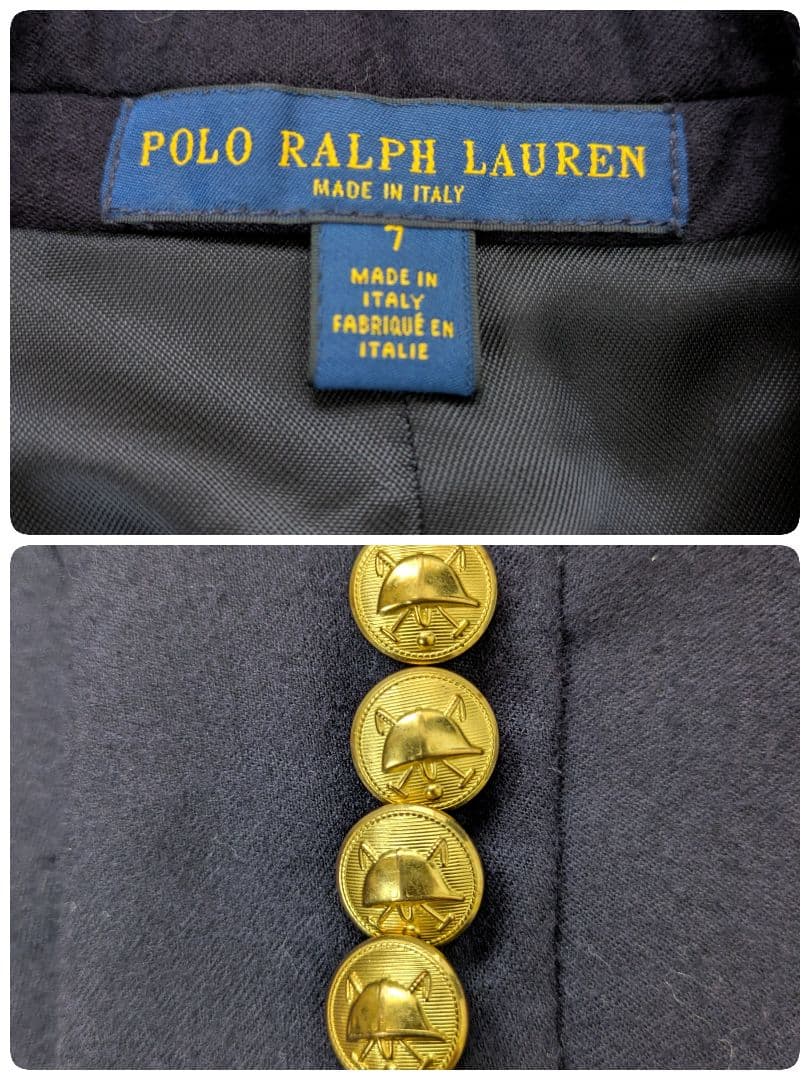 POLO RALPH LAUREN
MADE IN ITALY
7
MADE IN
ITALY
FABRIQUÉ EN
ITALIE